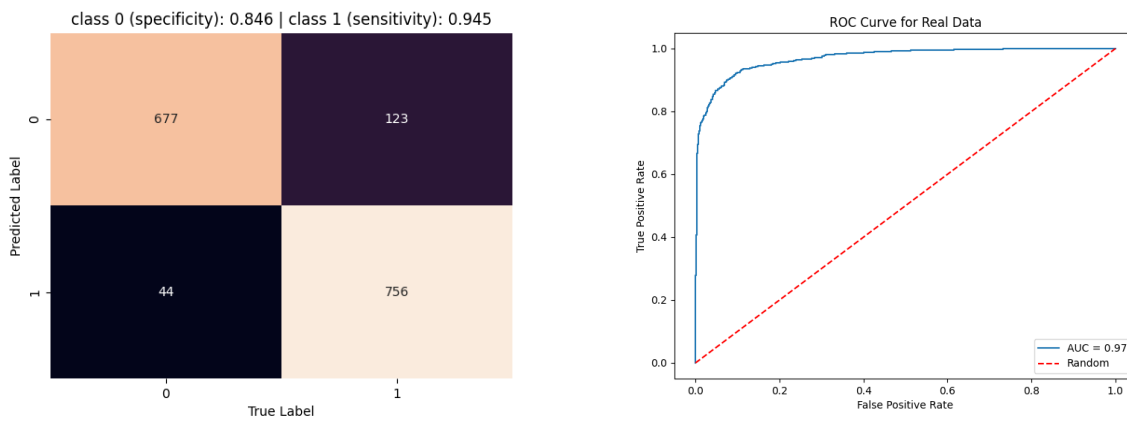 class 0 (specificity): 0.846 | class 1 (sensitivity): 0.945
Predicted Label
0
677
123
1
44
756
0
1
True Label
ROC Curve for Real Data
True Positive Rate
1.0
0.8
0.6
0.4
0.2
0.0
AUC = 0.97
Random
0.0
0.2
0.4
0.6
0.8
1.0
False Positive Rate